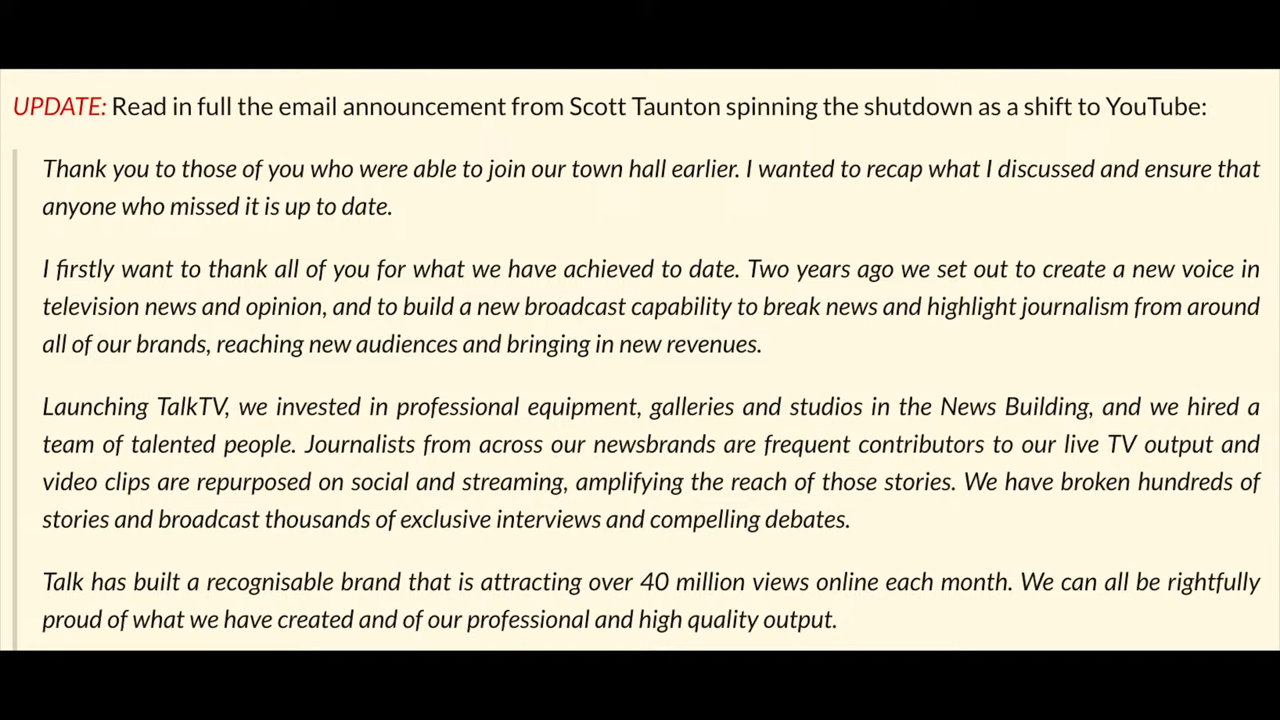 UPDATE: Read in full the email announcement from Scott Taunton spinning the shutdown as a shift to YouTube:
Thank you to those of you who were able to join our town hall earlier. I wanted to recap what I discussed and ensure that
anyone who missed it is up to date.
I firstly want to thank all of you for what we have achieved to date. Two years ago we set out to create a new voice in
television news and opinion, and to build a new broadcast capability to break news and highlight journalism from around
all of our brands, reaching new audiences and bringing in new revenues.
Launching TalkTV, we invested in professional equipment, galleries and studios in the News Building, and we hired a
team of talented people. Journalists from across our newsbrands are frequent contributors to our live TV output and
video clips are repurposed on social and streaming, amplifying the reach of those stories. We have broken hundreds of
stories and broadcast thousands of exclusive interviews and compelling debates.
Talk has built a recognisable brand that is attracting over 40 million views online each month. We can all be rightfully
proud of what we have created and of our professional and high quality output.